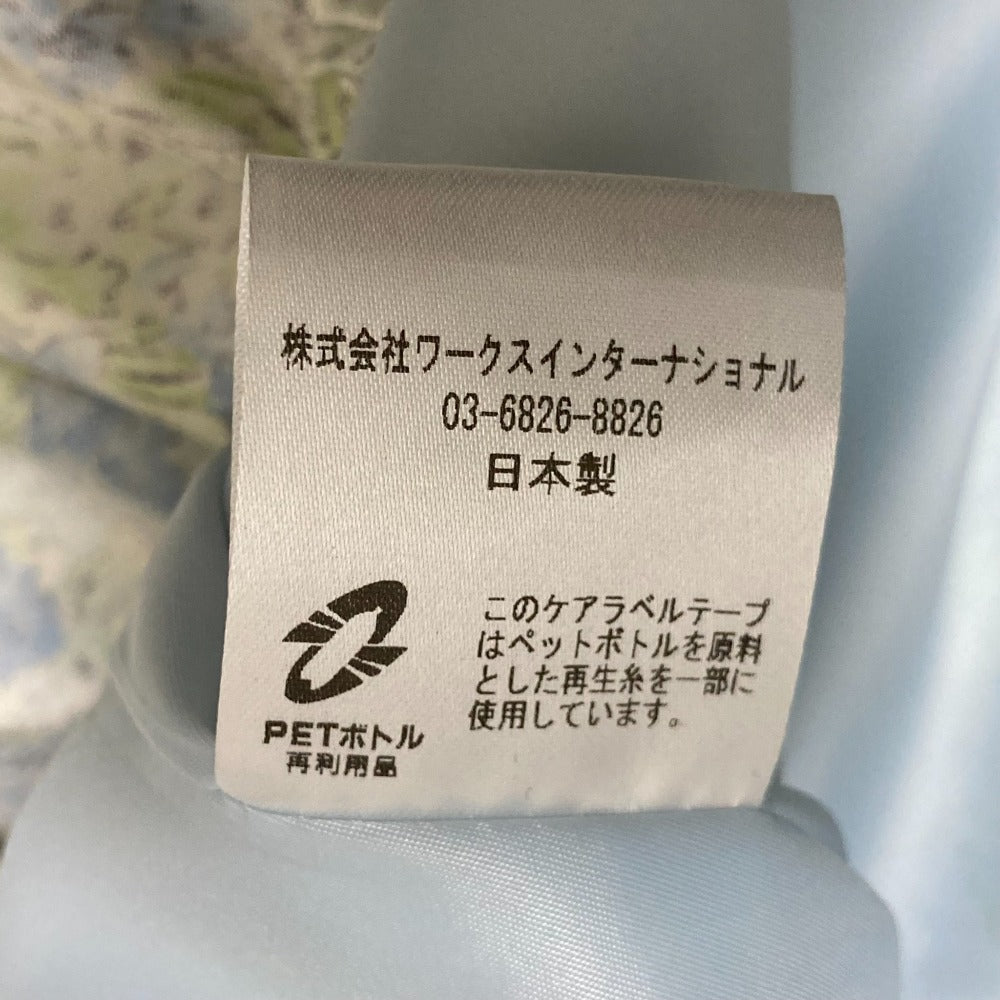 株式会社ワークスインターナショナル
03-6826-8826
日本製
PETボトル
再利用品
このケアラベルテープ
はペットボトルを原料
とした再生糸を一部に
使用しています。